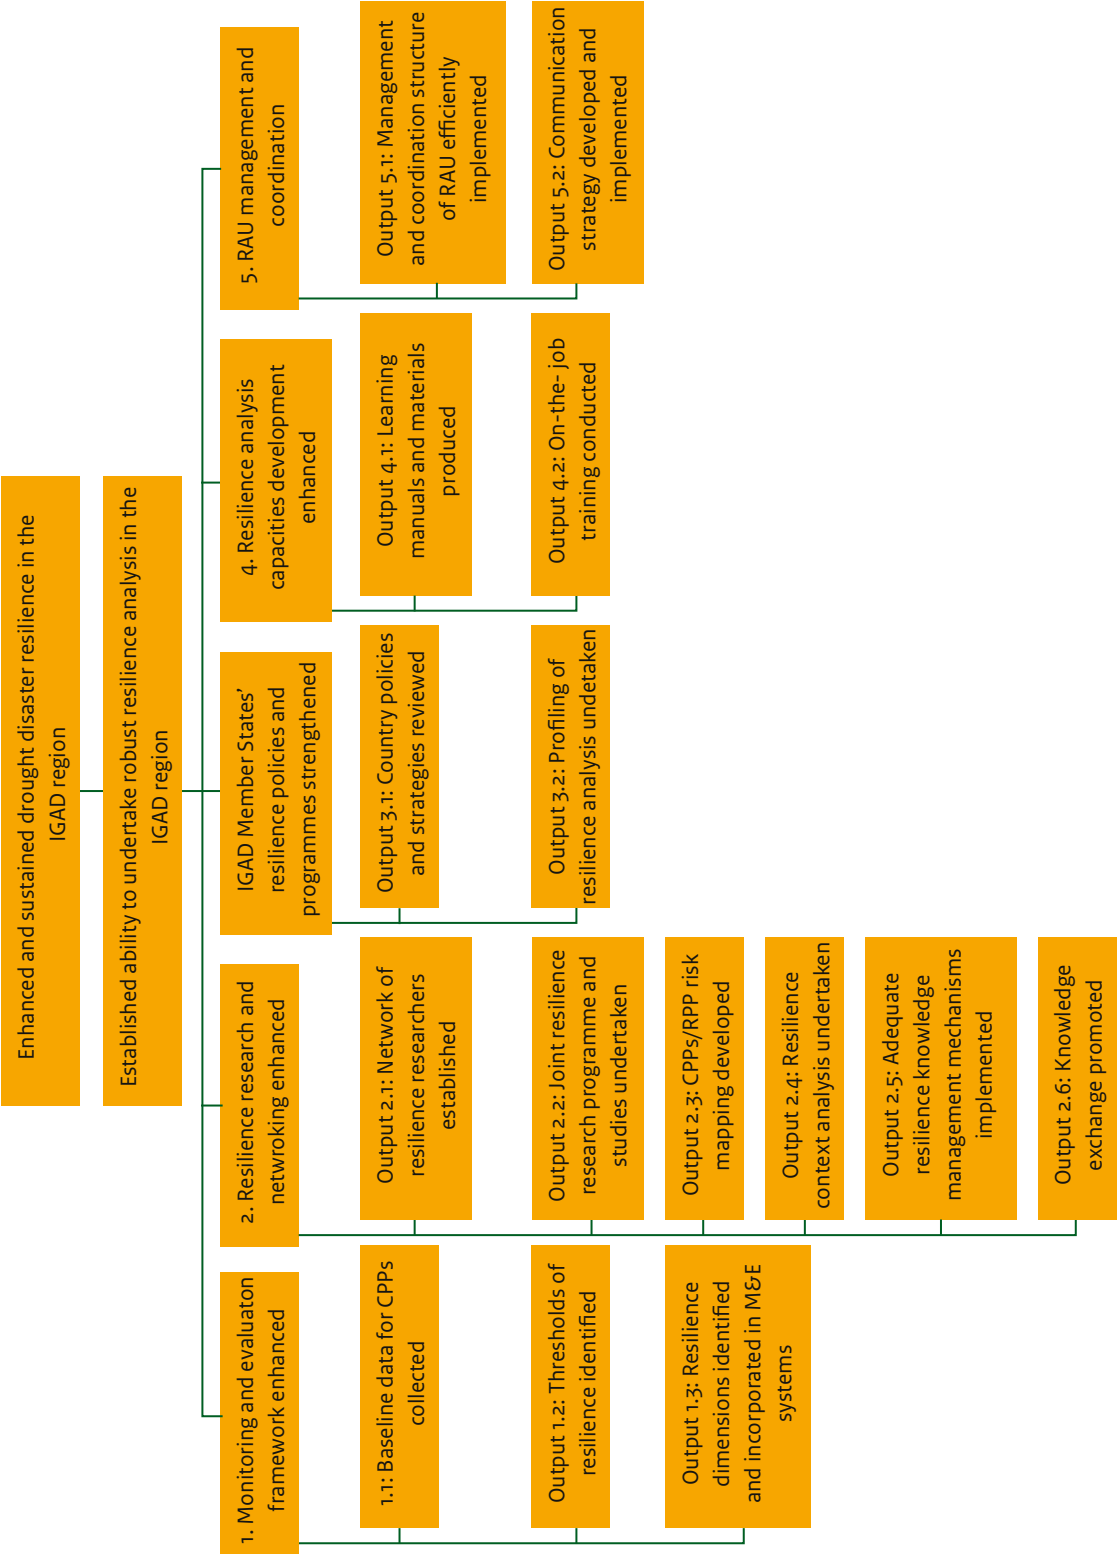 Enhanced and sustained drought disaster resilience in the
IGAD region
Established ability to undertake robust resilience analysis in the
IGAD region
1. Monitoring and evaluaton
framework enhanced
1.1: Baseline data for CPPs
collected
Output 1.2: Thresholds of
resilience identified
Output 1.3: Resilience
dimensions identified
and incorporated in M&E
systems
2. Resilience research and
networking enhanced
Output 2.1: Network of
resilience researchers
established
Output 2.2: Joint resilience
research programme and
studies undertaken
Output 2.3: CPPs/RPP risk
mapping developed
Output 2.4: Resilience
context analysis undertaken
Output 2.5: Adequate
resilience knowledge
management mechanisms
implemented
Output 2.6: Knowledge
exchange promoted
IGAD Member States’
resilience policies and
programmes strengthened
Output 3.1: Country policies
and strategies reviewed
Output 3.2: Profiling of
resilience analysis undetaken
4. Resilience analysis
capacities development
enhanced
Output 4.1: Learning
manuals and materials
produced
Output 4.2: On-the- job
training conducted
5. RAU management and
coordination
Output 5.1: Management
and coordination structure
of RAU efficiently
implemented
Output 5.2: Communication
strategy developed and
implemented